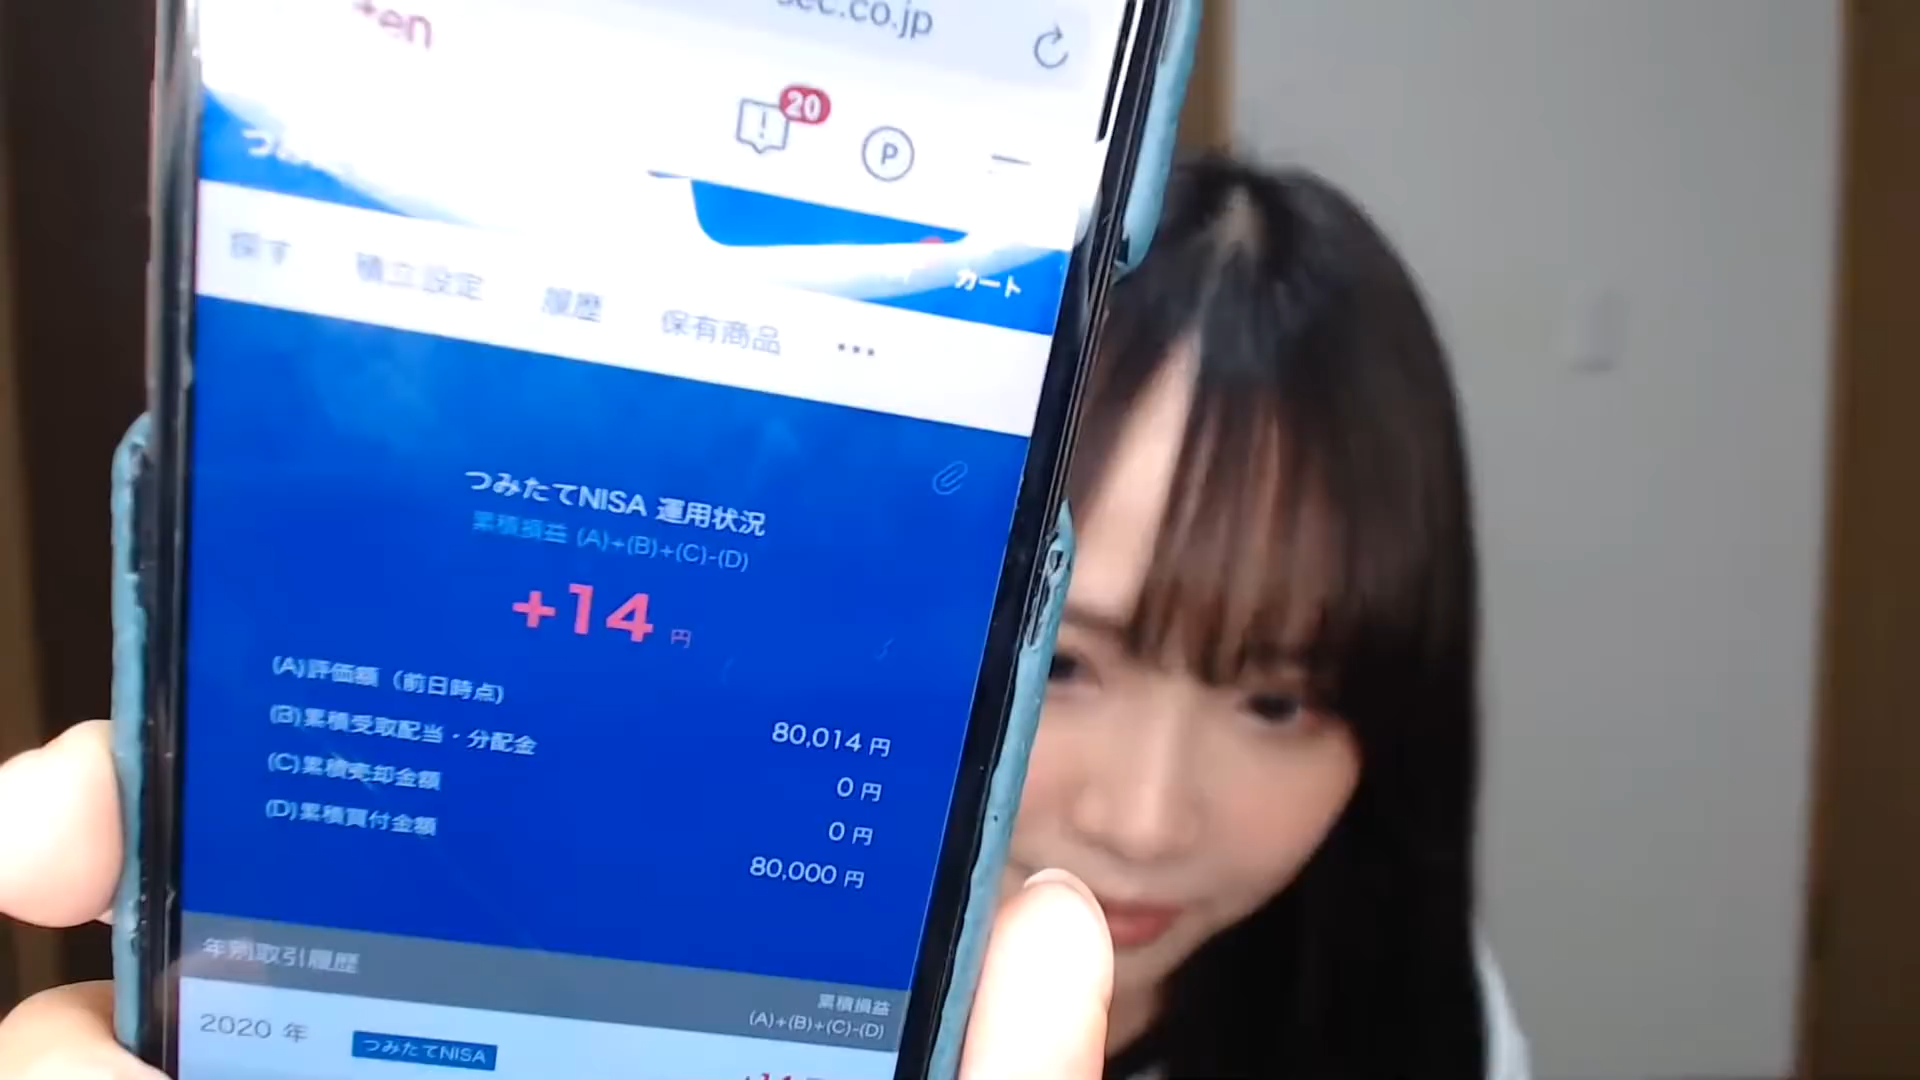 sec.co.jp
20
P
カート
探す 積立設定 履歴 保有商品 •••
つみたてNISA 運用状況
累積損益 (A)+(B)+(C)-(D)
+14 円
(A)評価額（前日時点） 80,014 円
(B)累積受取配当・分配金 0 円
(C)累積売却金額 0 円
(D)累積買付金額 80,000 円
年別取引履歴
累積損益
(A)+(B)+(C)-(D)
2020 年 つみたてNISA